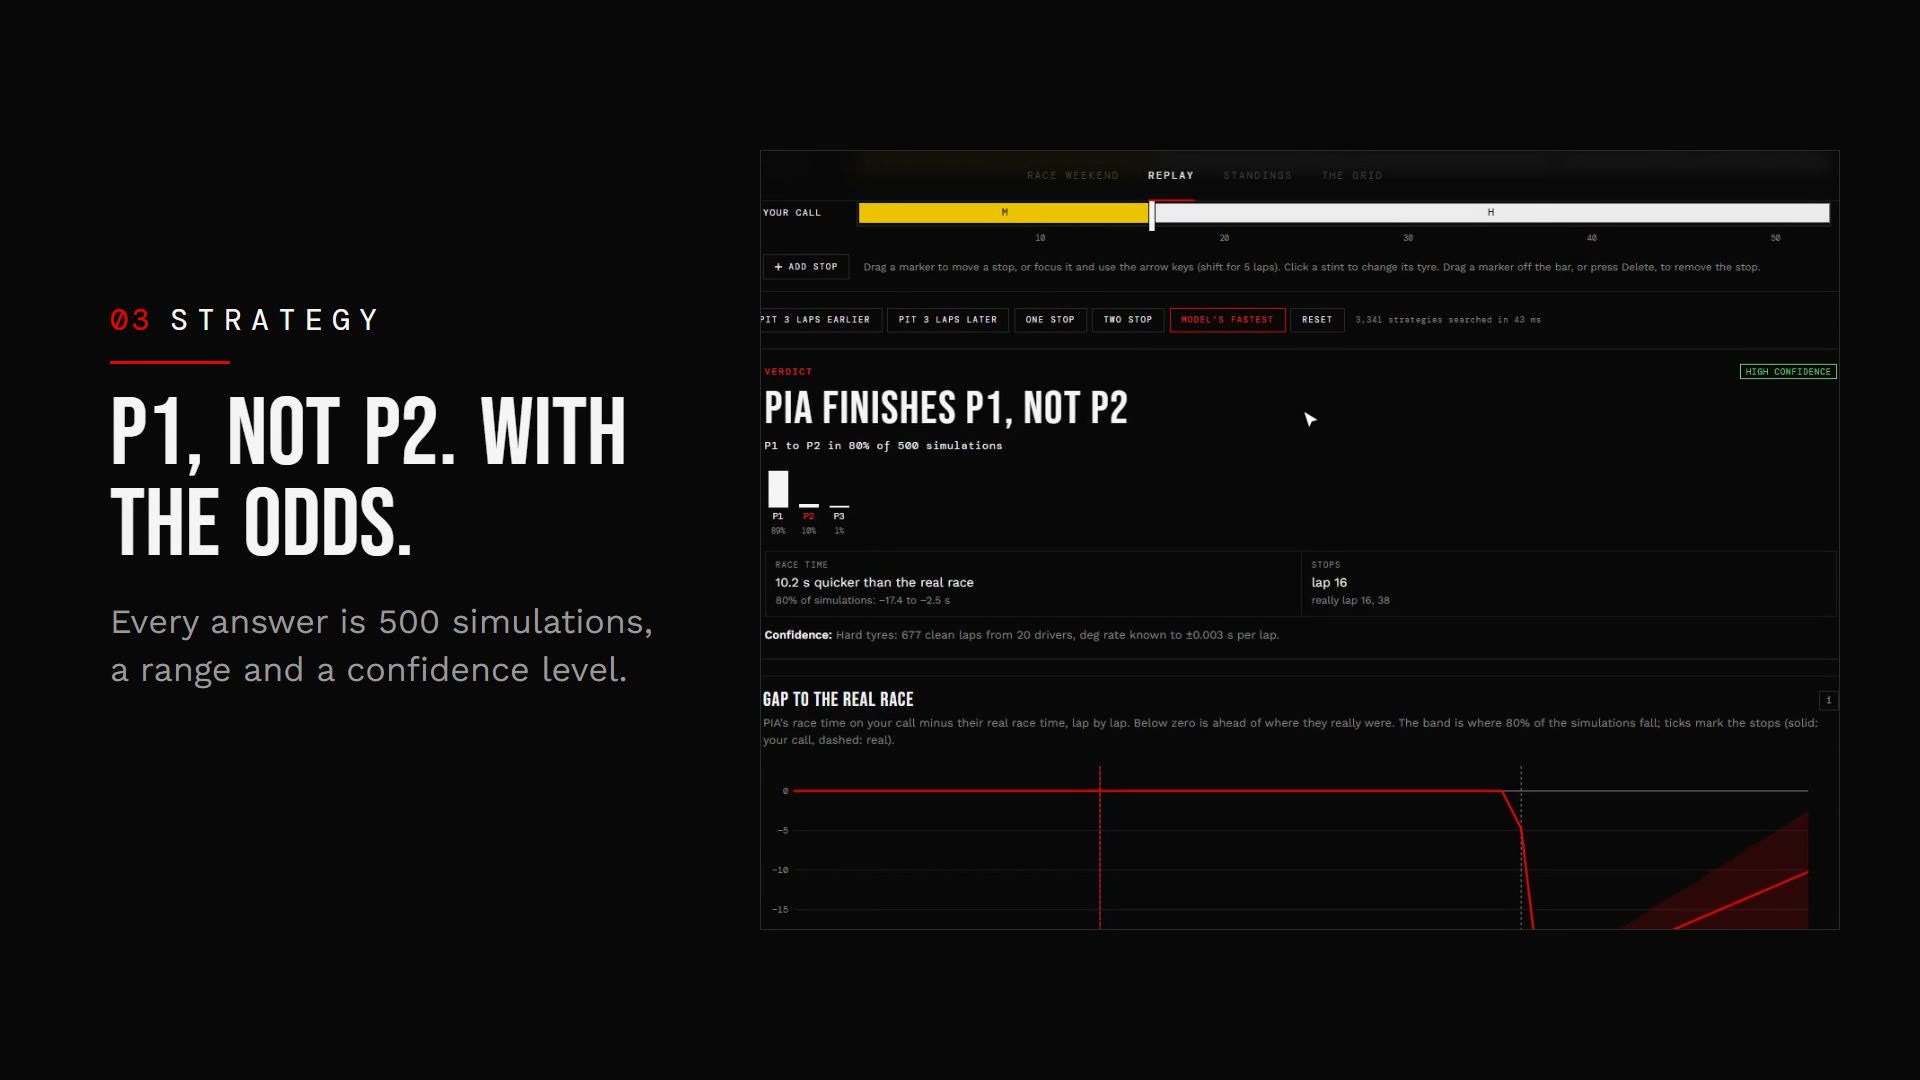 03 STRATEGY
P1, NOT P2. WITH
THE ODDS.
Every answer is 500 simulations,
a range and a confidence level.
RACE WEEKEND REPLAY STANDINGS THE GRID
YOUR CALL M H
10 20 30 40 50
+ ADD STOP Drag a marker to move a stop, or focus it and use the arrow keys (shift for 5 laps). Click a stint to change its tyre. Drag a marker off the bar, or press Delete, to remove the stop.
PIT 3 LAPS EARLIER PIT 3 LAPS LATER ONE STOP TWO STOP MODEL'S FASTEST RESET 3,341 strategies searched in 43 ms
VERDICT HIGH CONFIDENCE
PIA FINISHES P1, NOT P2
P1 to P2 in 80% of 500 simulations
P1 P2 P3
89% 10% 1%
RACE TIME STOPS
10.2 s quicker than the real race lap 16
80% of simulations: −17.4 to −2.5 s really lap 16, 38
Confidence: Hard tyres: 677 clean laps from 20 drivers, deg rate known to ±0.003 s per lap.
GAP TO THE REAL RACE i
PIA's race time on your call minus their real race time, lap by lap. Below zero is ahead of where they really were. The band is where 80% of the simulations fall; ticks mark the stops (solid:
your call, dashed: real).
0
−5
−10
−15